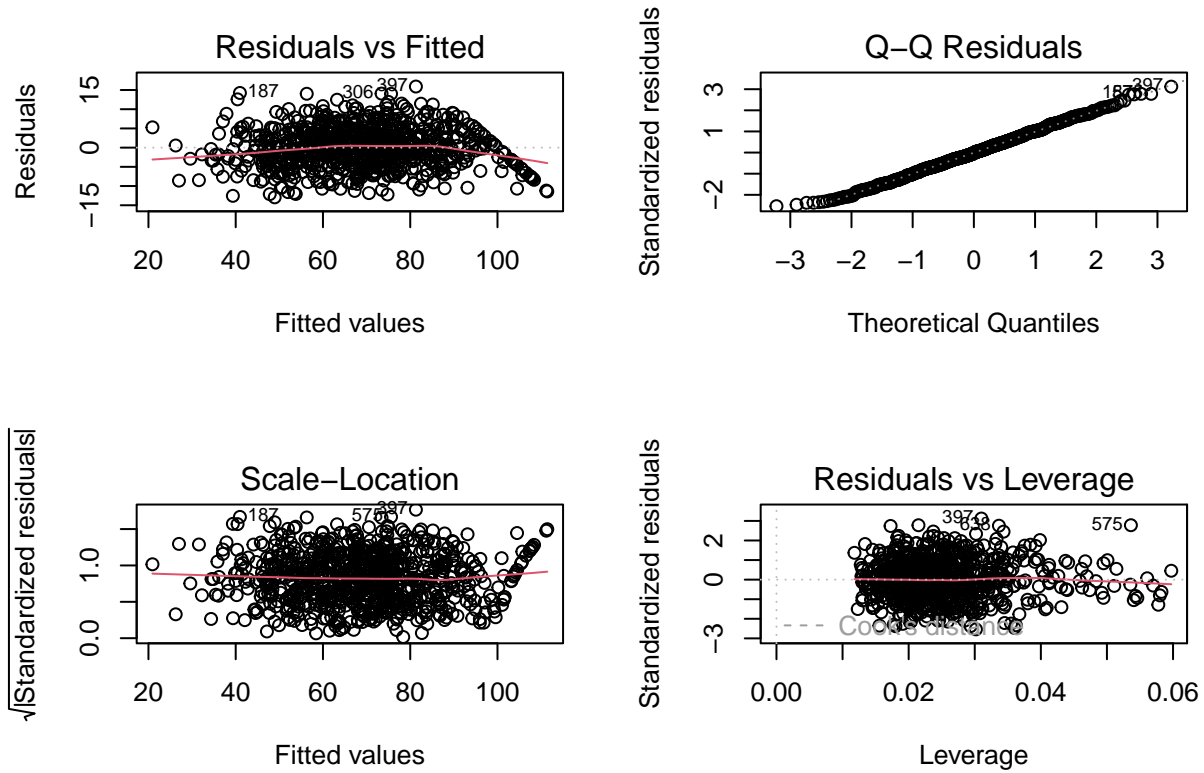 Residuals vs Fitted
Residuals
15
0
−15
187
306
397
20 40 60 80 100
Fitted values
Q−Q Residuals
Standardized residuals
3
1
−2
397
−3 −2 −1 0 1 2 3
Theoretical Quantiles
Scale−Location
√|Standardized residuals|
1.0
0.0
187
575
397
20 40 60 80 100
Fitted values
Residuals vs Leverage
Standardized residuals
2
0
−3
397
638
575
Cook's distance
0.00 0.02 0.04 0.06
Leverage